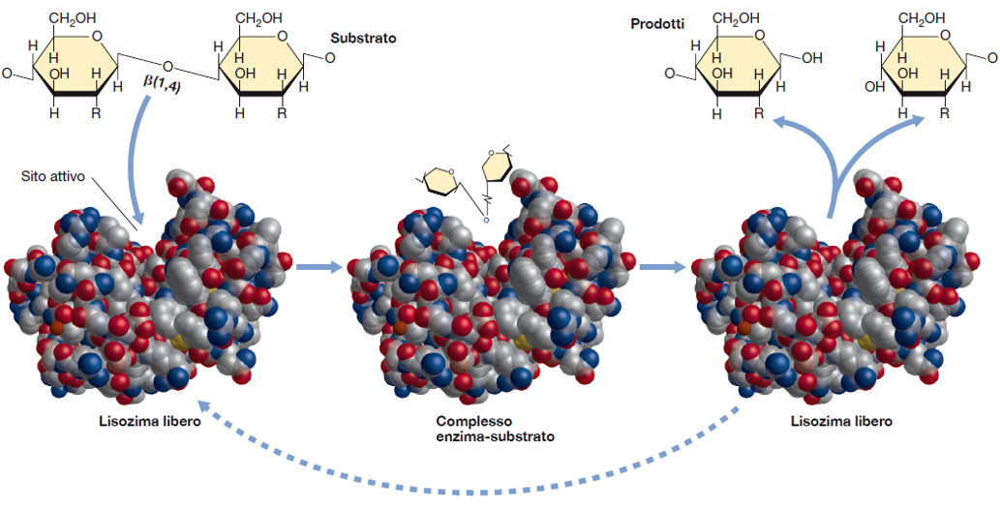 CH₂OH
O
H
H
H
OH
H
H
H
R
O
O
β(1,4)
CH₂OH
O
H
H
H
OH
H
H
H
R
O
Substrato
Prodotti
CH₂OH
O
H
H
H
OH
H
H
H
R
O
OH
CH₂OH
O
H
H
H
OH
OH
H
H
H
R
O
Sito attivo
O
O
O
Lisozima libero
Complesso
enzima-substrato
Lisozima libero